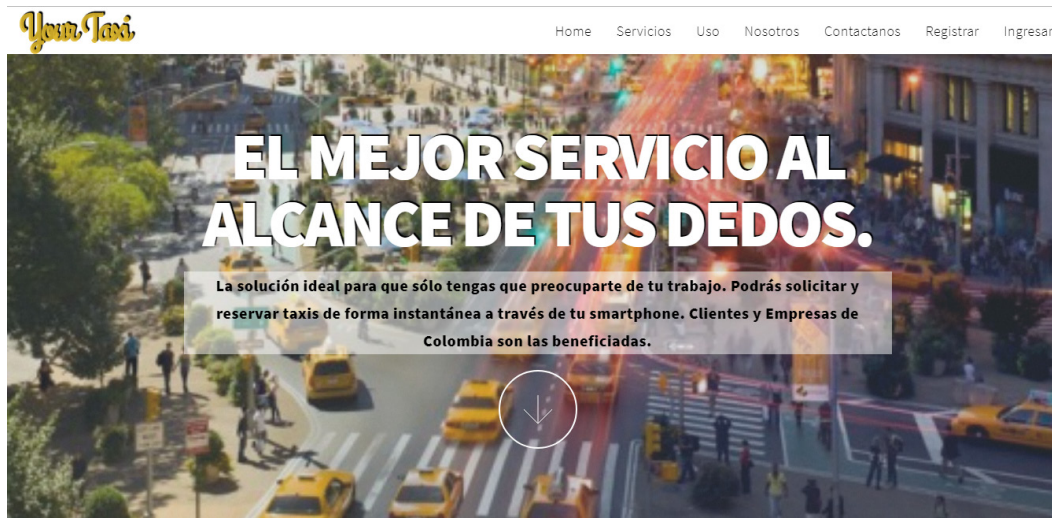 Your Taxi
Home Servicios Uso Nosotros Contactanos Registrar Ingresar
EL MEJOR SERVICIO AL
ALCANCE DE TUS DEDOS.
La solución ideal para que sólo tengas que preocuparte de tu trabajo. Podrás solicitar y
reservar taxis de forma instantánea a través de tu smartphone. Clientes y Empresas de
Colombia son las beneficiadas.